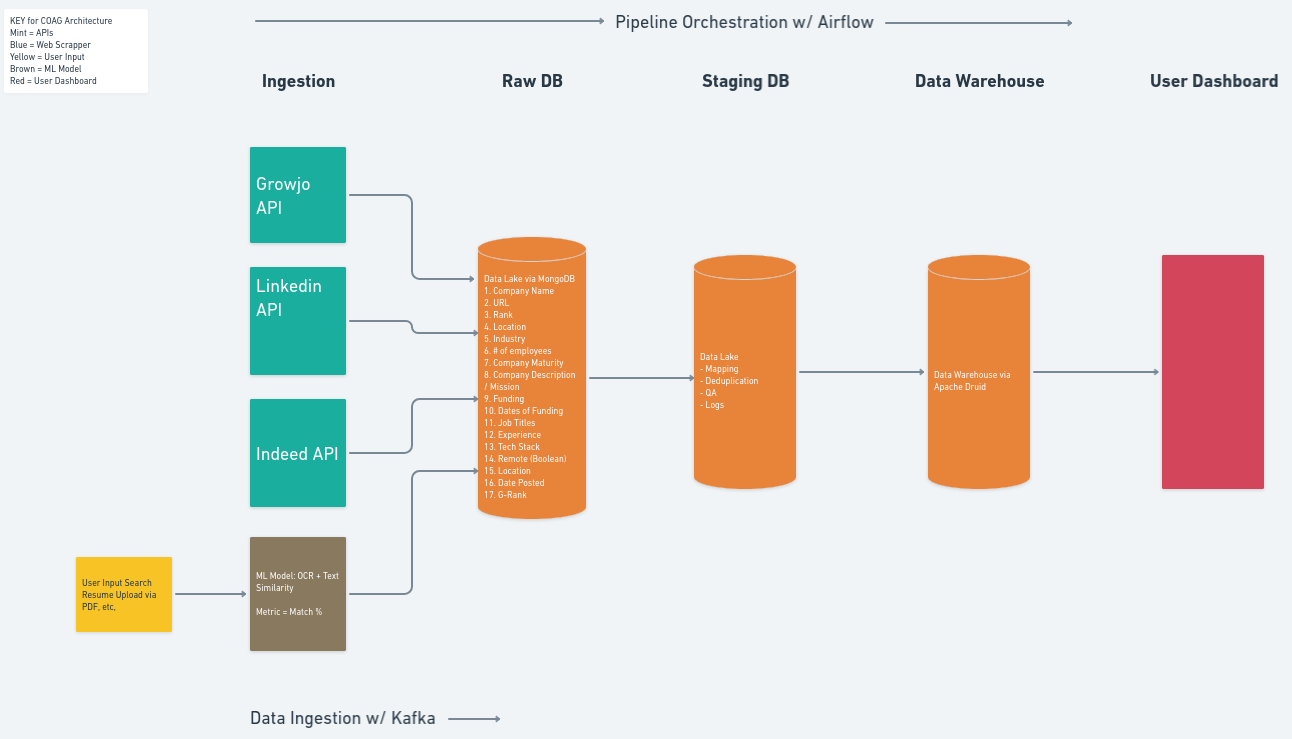 KEY for COAG Architecture
Mint = APIs
Blue = Web Scrapper
Yellow = User Input
Brown = ML Model
Red = User Dashboard
Pipeline Orchestration w/ Airflow
Ingestion
Raw DB
Staging DB
Data Warehouse
User Dashboard
Growjo
API
Linkedin
API
Indeed API
ML Model: OCR + Text
Similarity
Metric = Match %
User Input Search
Resume Upload via
PDF, etc,
Data Lake via MongoDB
1. Company Name
2. URL
3. Rank
4. Location
5. Industry
6. # of employees
7. Company Maturity
8. Company Description
/ Mission
9. Funding
10. Dates of Funding
11. Job Titles
12. Experience
13. Tech Stack
14. Remote (Boolean)
15. Location
16. Date Posted
17. G-Rank
Data Lake
- Mapping
- Deduplication
- QA
- Logs
Data Warehouse via
Apache Druid
Data Ingestion w/ Kafka